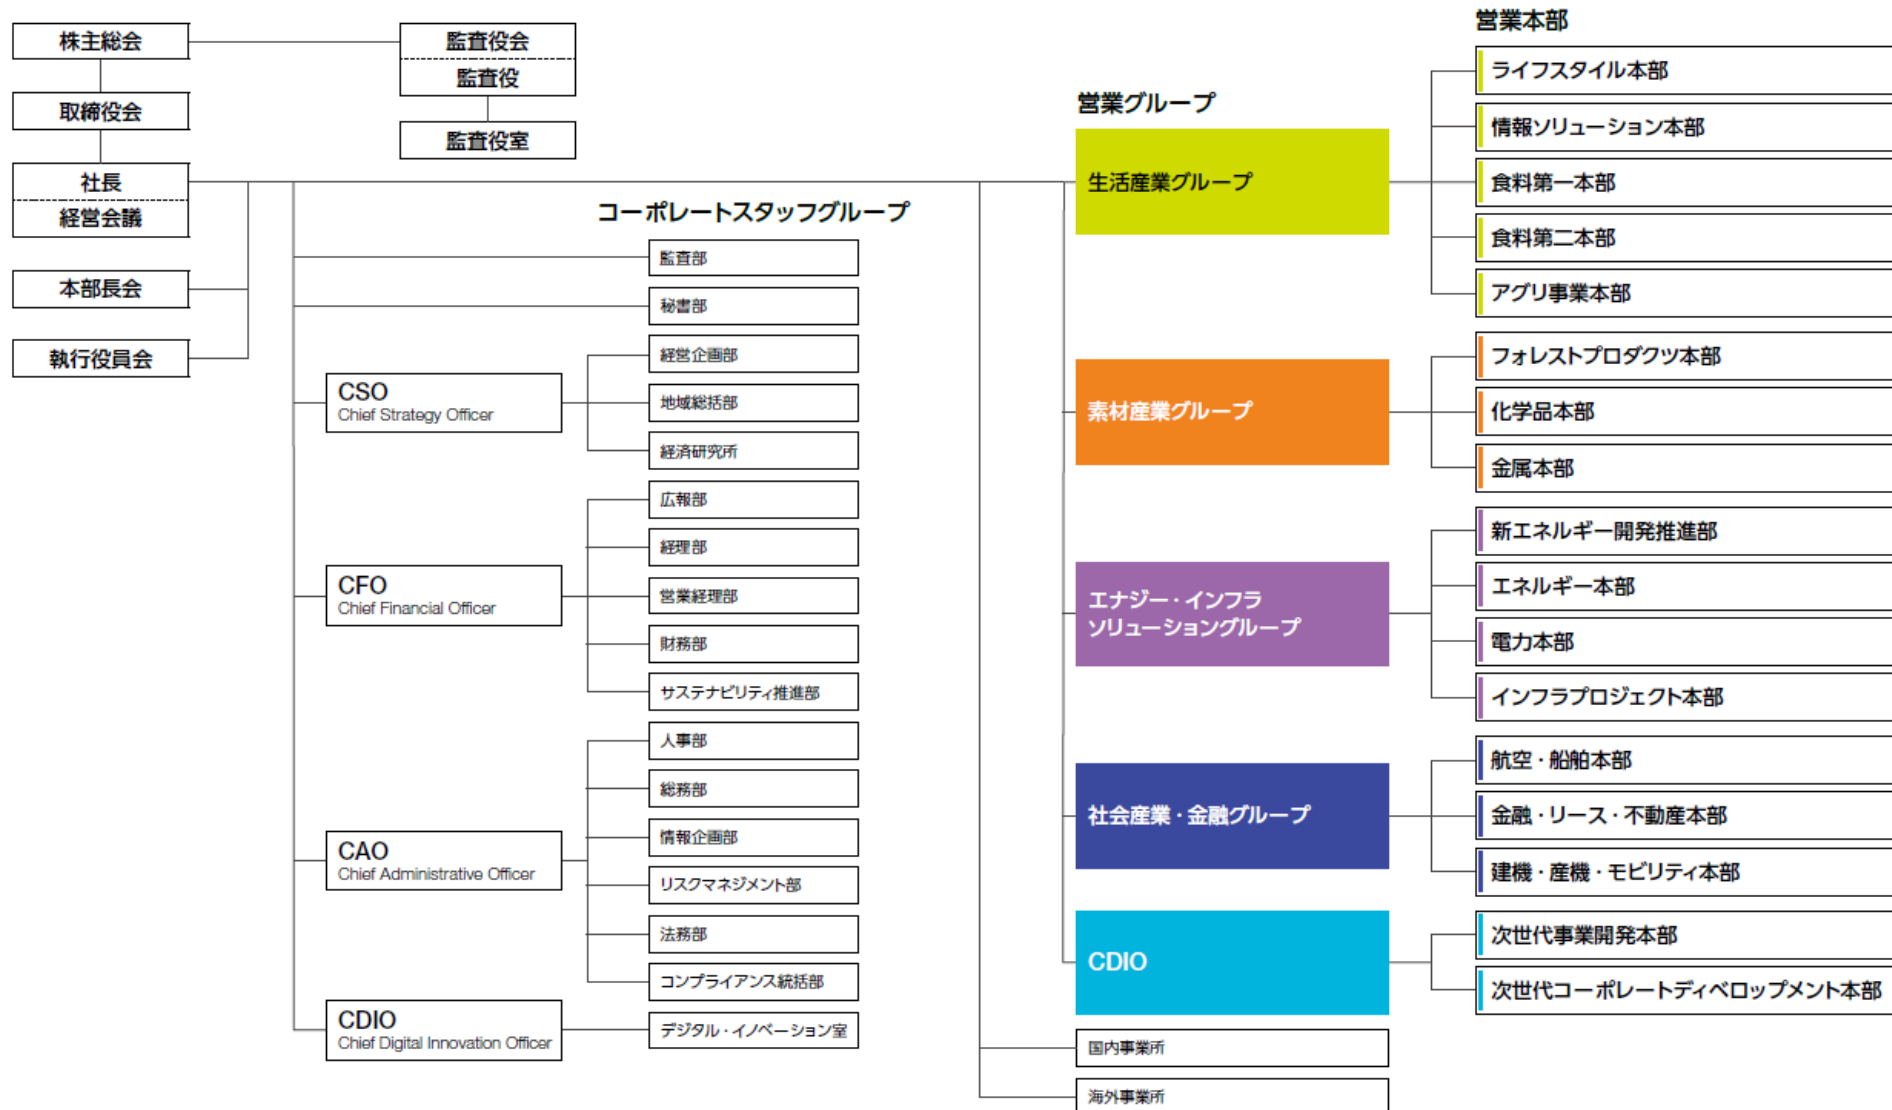 株主総会
監査役会
監査役
監査役室
取締役会
社長
経営会議
本部長会
執行役員会
コーポレートスタッフグループ
監査部
秘書部
CSO
Chief Strategy Officer
経営企画部
地域総括部
経済研究所
CFO
Chief Financial Officer
広報部
経理部
営業経理部
財務部
サステナビリティ推進部
CAO
Chief Administrative Officer
人事部
総務部
情報企画部
リスクマネジメント部
法務部
コンプライアンス統括部
CDIO
Chief Digital Innovation Officer
デジタル・イノベーション室
営業グループ
営業本部
生活産業グループ
ライフスタイル本部
情報ソリューション本部
食料第一本部
食料第二本部
アグリ事業本部
素材産業グループ
フォレストプロダクツ本部
化学品本部
金属本部
エナジー・インフラ
ソリューショングループ
新エネルギー開発推進部
エネルギー本部
電力本部
インフラプロジェクト本部
社会産業・金融グループ
航空・船舶本部
金融・リース・不動産本部
建機・産機・モビリティ本部
CDIO
次世代事業開発本部
次世代コーポレートディベロップメント本部
国内事業所
海外事業所